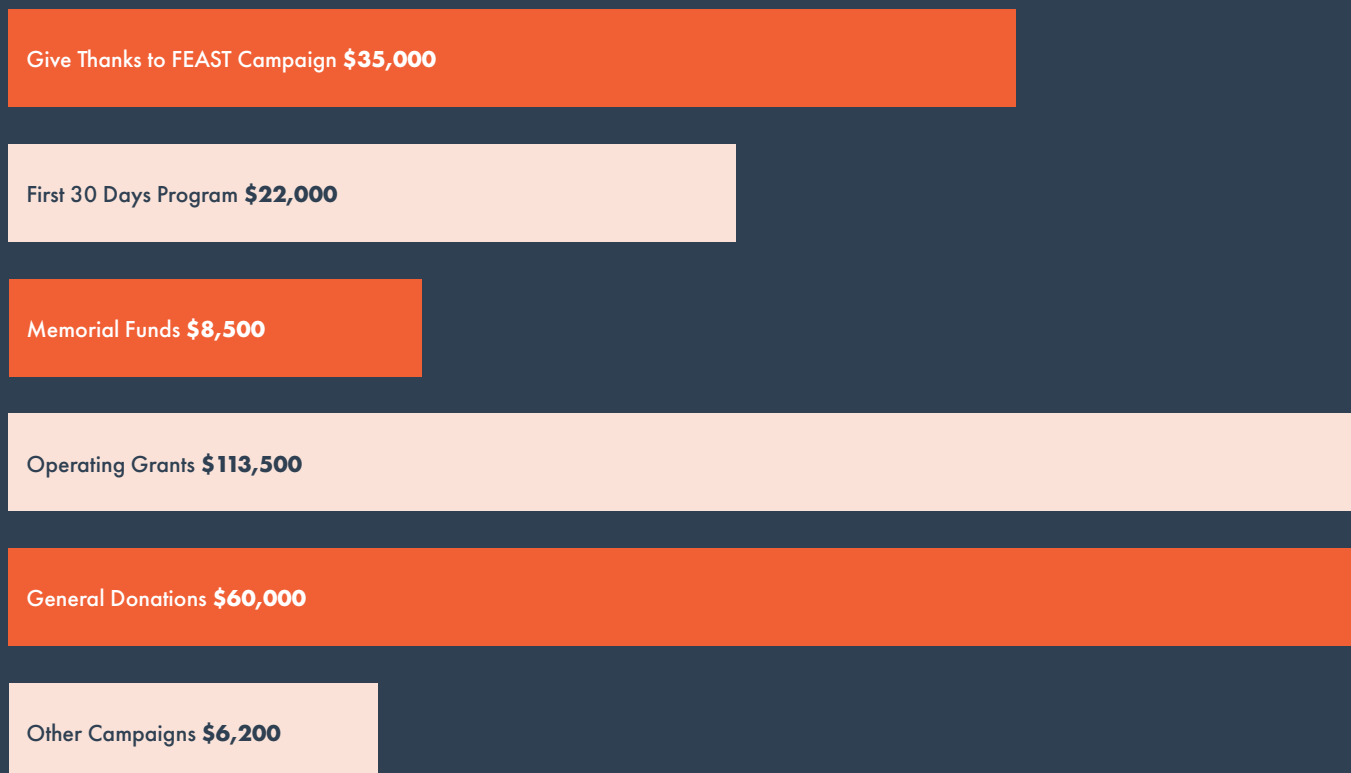 Give Thanks to FEAST Campaign $35,000
First 30 Days Program $22,000
Memorial Funds $8,500
Operating Grants $113,500
General Donations $60,000
Other Campaigns $6,200